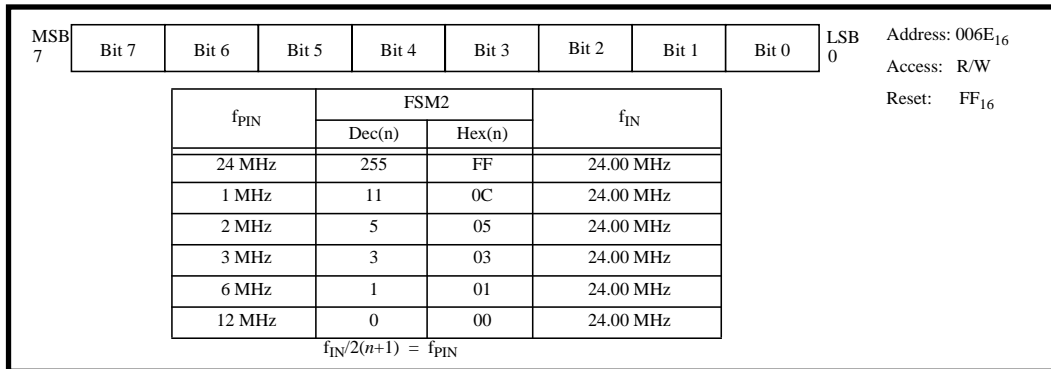 MSB
7
Bit 7 Bit 6 Bit 5 Bit 4 Bit 3 Bit 2 Bit 1 Bit 0
LSB
0
Address: 006E16
Access: R/W
Reset: FF16
fPIN FSM2 fIN
Dec(n) Hex(n)
24 MHz 255 FF 24.00 MHz
1 MHz 11 0C 24.00 MHz
2 MHz 5 05 24.00 MHz
3 MHz 3 03 24.00 MHz
6 MHz 1 01 24.00 MHz
12 MHz 0 00 24.00 MHz
fIN/2(n+1) = fPIN